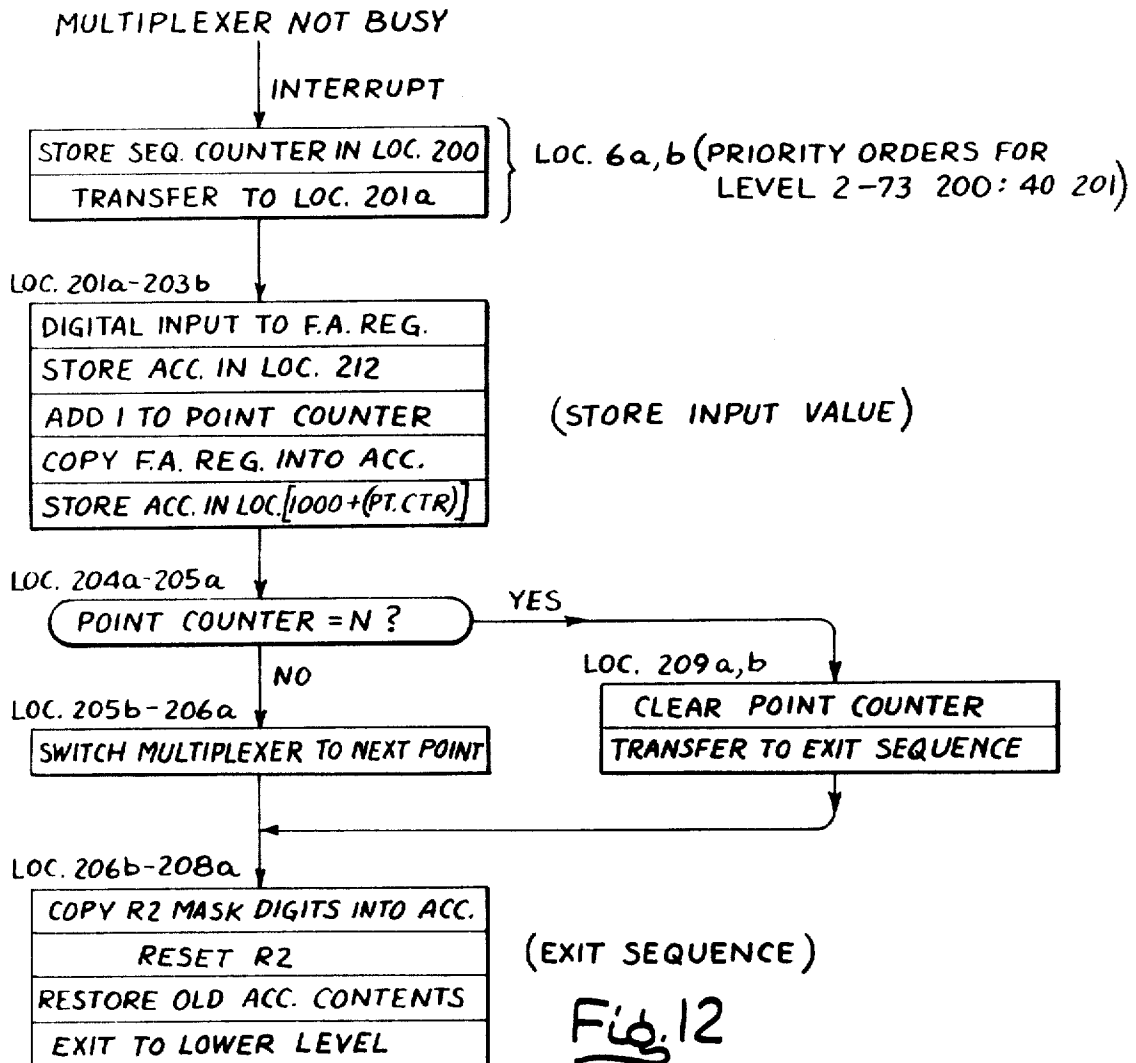 MULTIPLEXER NOT BUSY
INTERRUPT
STORE SEQ. COUNTER IN LOC. 200
TRANSFER TO LOC. 201a
LOC. 6a,b (PRIORITY ORDERS FOR
LEVEL 2-73 200: 40 201)
LOC. 201a-203b
DIGITAL INPUT TO F.A. REG.
STORE ACC. IN LOC. 212
ADD 1 TO POINT COUNTER
COPY F.A. REG. INTO ACC.
STORE ACC. IN LOC.[1000+(PT.CTR)]
(STORE INPUT VALUE)
LOC. 204a-205a
POINT COUNTER = N ?
YES
NO
LOC. 209a,b
CLEAR POINT COUNTER
TRANSFER TO EXIT SEQUENCE
LOC. 205b-206a
SWITCH MULTIPLEXER TO NEXT POINT
LOC. 206b-208a
COPY R2 MASK DIGITS INTO ACC.
RESET R2
RESTORE OLD ACC. CONTENTS
EXIT TO LOWER LEVEL
(EXIT SEQUENCE)
Fig. 12